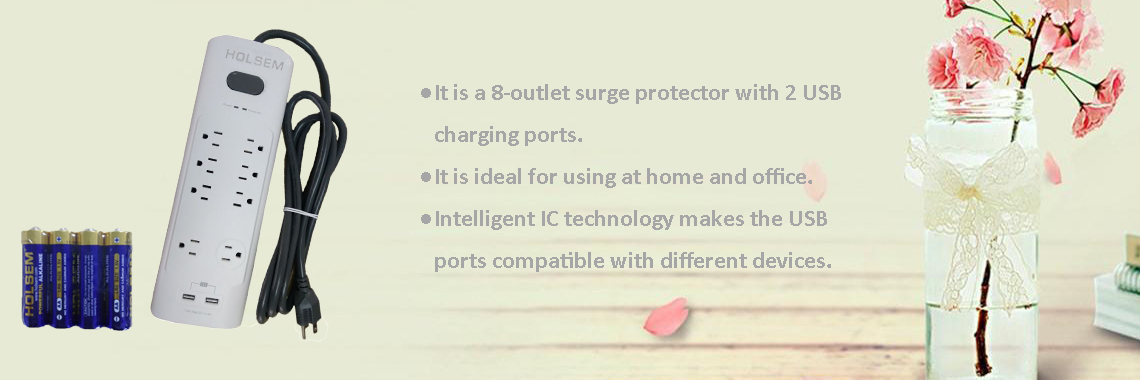 HOLSEM
●It is a 8-outlet surge protector with 2 USB
charging ports.
●It is ideal for using at home and office.
●Intelligent IC technology makes the USB
ports compatible with different devices.
HOLSEM
ALKALINE